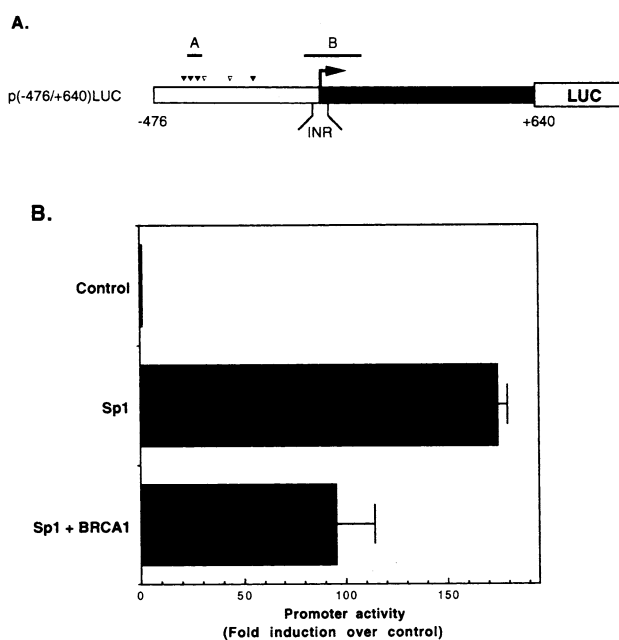 A.
A
B
p(-476/+640)LUC
LUC
-476
INR
+640
B.
Control
Sp1
Sp1 + BRCA1
0
50
100
150
Promoter activity
(Fold induction over control)